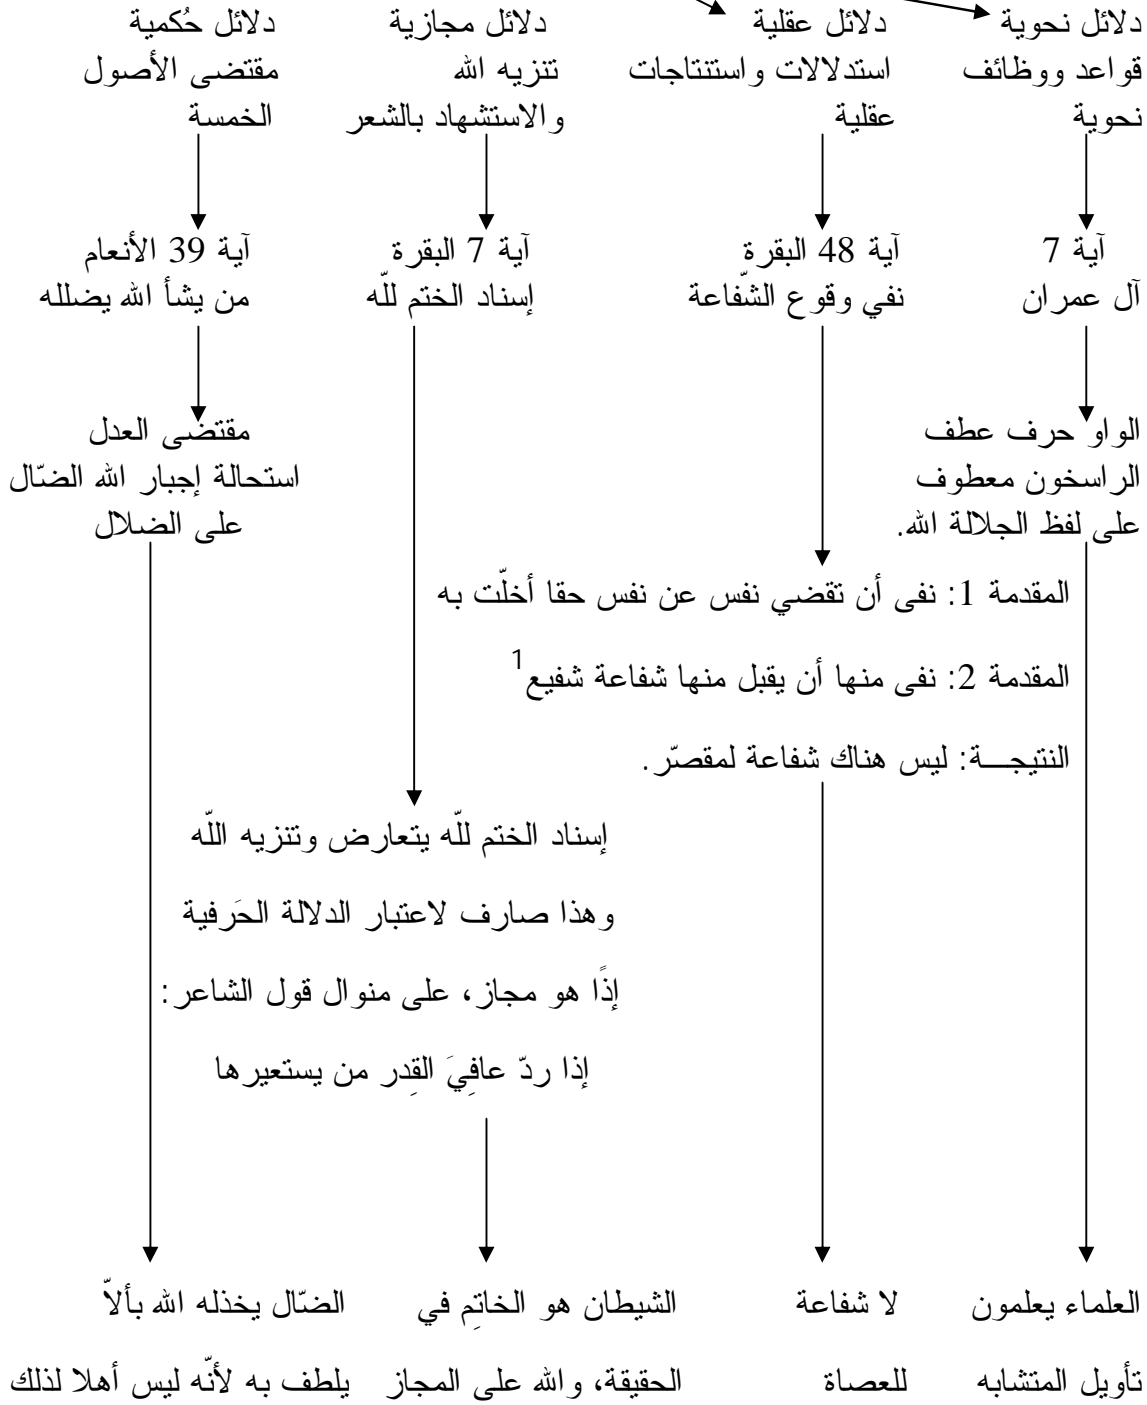 دلائل نحوية دلائل عقلية دلائل مجازية دلائل حُكمية
قواعد ووظائف استدلالات واستنتاجات تنزيه الله مقتضى الأصول
نحوية عقلية والاستشهاد بالشعر الخمسة
آية 7 آية 48 البقرة آية 7 البقرة آية 39 الأنعام
آل عمران نفي وقوع الشّفاعة إسناد الختم للّه من يشأ الله يضلله
الواو حرف عطف مقتضى العدل
الراسخون معطوف استحالة إجبار الله الضّال
على لفظ الجلالة الله. على الضلال
المقدمة 1: نفى أن تقضي نفس عن نفس حقا أخلّت به
المقدمة 2: نفى منها أن يقبل منها شفاعة شفيع1
النتيجـــة: ليس هناك شفاعة لمقصّر.
إسناد الختم للّه يتعارض وتنزيه اللّه
وهذا صارف لاعتبار الدلالة الحَرفية
إذًا هو مجاز، على منوال قول الشاعر:
إذا ردّ عافِيَ القِدر من يستعيرها
العلماء يعلمون لا شفاعة الشيطان هو الخاتِم في الضّال يخذله الله بألاّ
تأويل المتشابه للعصاة الحقيقة، والله على المجاز يلطف به لأنّه ليس أهلا لذلك